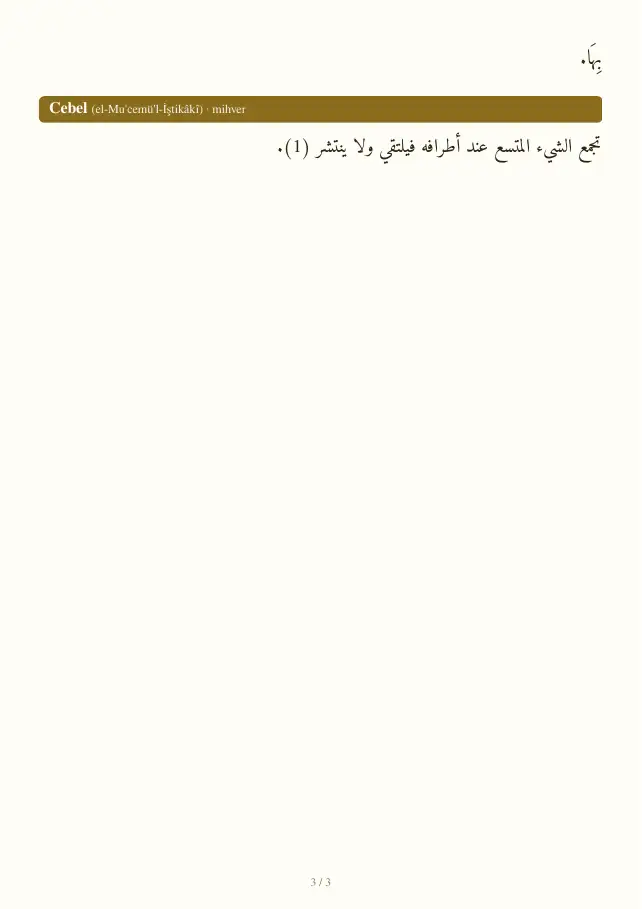 بِهَا.
Cebel (el-Mu'cemü'l-İştikâkî) · mihver
تجمع الشيء المتسع عند أطرافه فيلتقي ولا ينتشر (1).
3 / 3